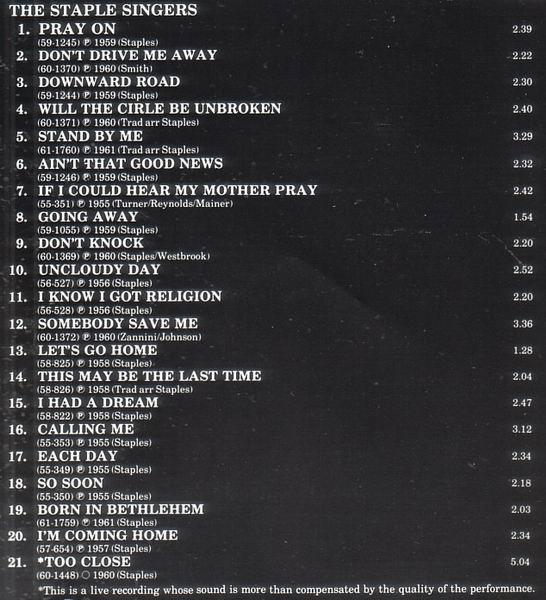 THE STAPLE SINGERS
1. PRAY ON 2.39
(59-1245) ℗ 1959 (Staples)
2. DON'T DRIVE ME AWAY 2.22
(60-1370) ℗ 1960 (Smith)
3. DOWNWARD ROAD 2.30
(59-1244) ℗ 1959 (Staples)
4. WILL THE CIRLE BE UNBROKEN 2.40
(60-1371) ℗ 1960 (Trad arr Staples)
5. STAND BY ME 3.29
(61-1760) ℗ 1961 (Trad arr Staples)
6. AIN'T THAT GOOD NEWS 2.32
(59-1246) ℗ 1959 (Staples)
7. IF I COULD HEAR MY MOTHER PRAY 2.42
(55-351) ℗ 1955 (Turner/Reynolds/Mainer)
8. GOING AWAY 1.54
(59-1055) ℗ 1959 (Staples)
9. DON'T KNOCK 2.20
(60-1369) ℗ 1960 (Staples/Westbrook)
10. UNCLOUDY DAY 2.52
(56-527) ℗ 1956 (Staples)
11. I KNOW I GOT RELIGION 2.20
(56-528) ℗ 1956 (Staples)
12. SOMEBODY SAVE ME 3.36
(60-1372) ℗ 1960 (Zannini/Johnson)
13. LET'S GO HOME 1.28
(58-825) ℗ 1958 (Staples)
14. THIS MAY BE THE LAST TIME 2.04
(58-826) ℗ 1958 (Trad arr Staples)
15. I HAD A DREAM 2.47
(58-822) ℗ 1958 (Staples)
16. CALLING ME 3.12
(55-353) ℗ 1955 (Staples)
17. EACH DAY 2.34
(55-349) ℗ 1955 (Staples)
18. SO SOON 2.18
(55-350) ℗ 1955 (Staples)
19. BORN IN BETHLEHEM 2.03
(61-1759) ℗ 1961 (Staples)
20. I'M COMING HOME 2.34
(57-654) ℗ 1957 (Staples)
21. *TOO CLOSE 5.04
(60-1448) ○ 1960 (Staples)
*This is a live recording whose sound is more than compensated by the quality of the performance.